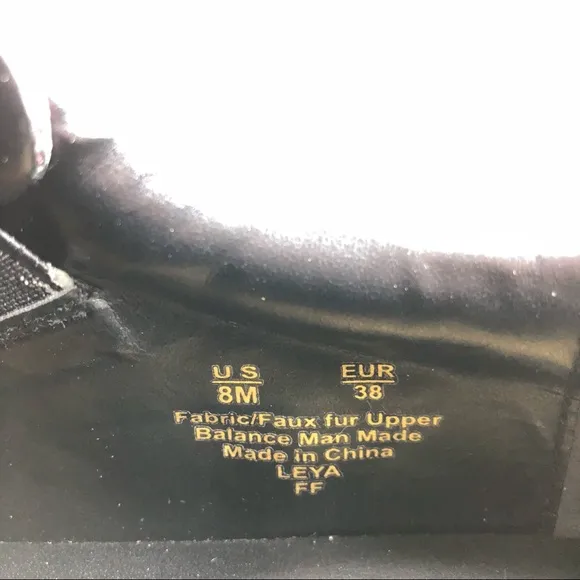 US EUR
8M 38
Fabric/Faux fur Upper
Balance Man Made
Made in China
LEYA
FF